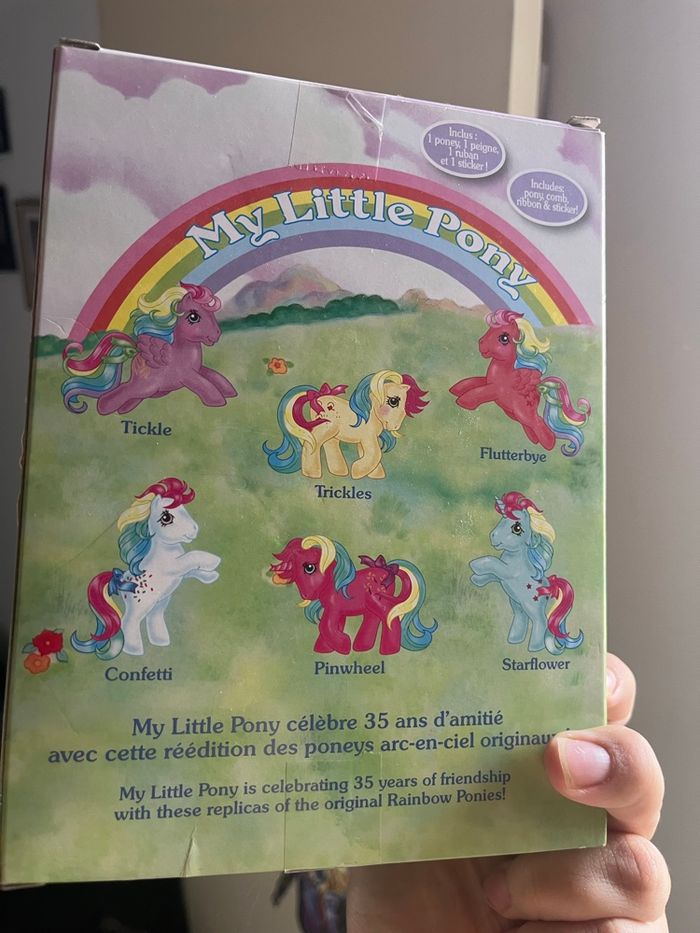 Inclus :
1 poney, 1 peigne,
1 ruban
et 1 sticker !
Includes:
pony, comb,
ribbon & sticker!
My Little Pony
Tickle
Trickles
Flutterbye
Confetti
Pinwheel
Starflower
My Little Pony célèbre 35 ans d'amitié
avec cette réédition des poneys arc-en-ciel
My Little Pony is celebrating 35 years of friendship
with these replicas of the original Rainbow Ponies!